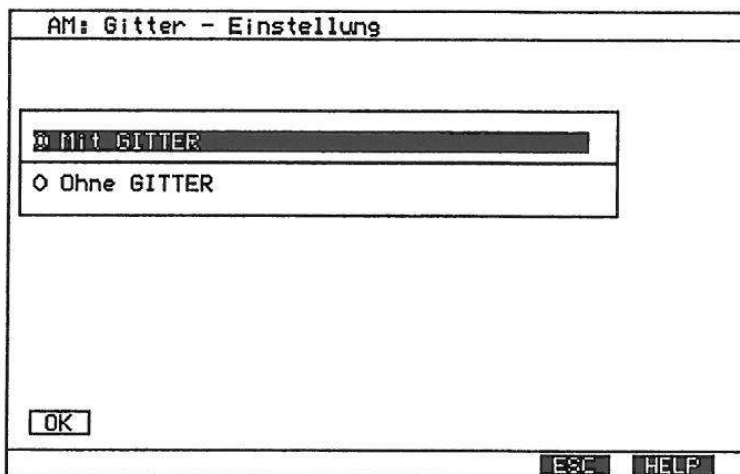 AM: Gitter - Einstellung
Mit GITTER
O Ohne GITTER
OK
ESC HELP